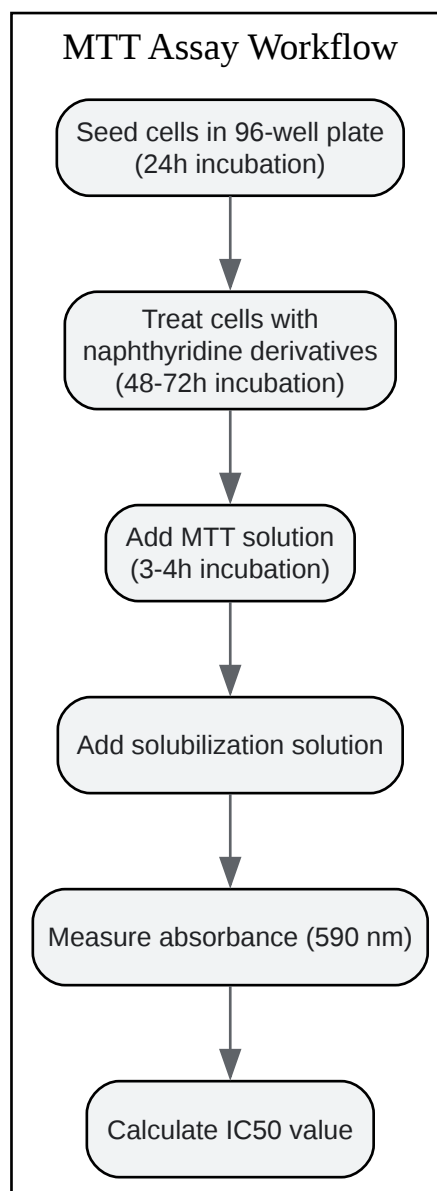 MTT Assay Workflow
Seed cells in 96-well plate
(24h incubation)
Treat cells with
naphthyridine derivatives
(48-72h incubation)
Add MTT solution
(3-4h incubation)
Add solubilization solution
Measure absorbance (590 nm)
Calculate IC50 value